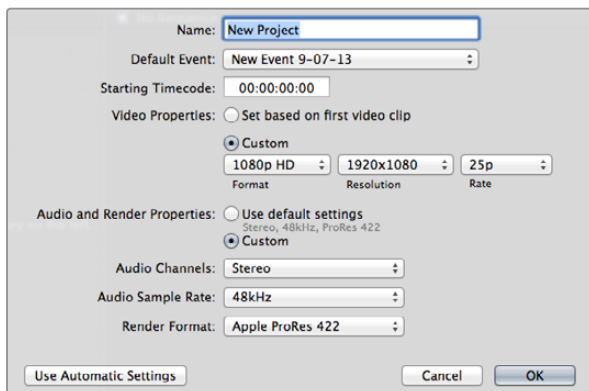 Name: New Project
Default Event: New Event 9-07-13
Starting Timecode: 00:00:00:00
Video Properties: Set based on first video clip
Custom
1080p HD 1920x1080 25p
Format Resolution Rate
Audio and Render Properties: Use default settings
Stereo, 48kHz, ProRes 422
Custom
Audio Channels: Stereo
Audio Sample Rate: 48kHz
Render Format: Apple ProRes 422
Use Automatic Settings Cancel OK